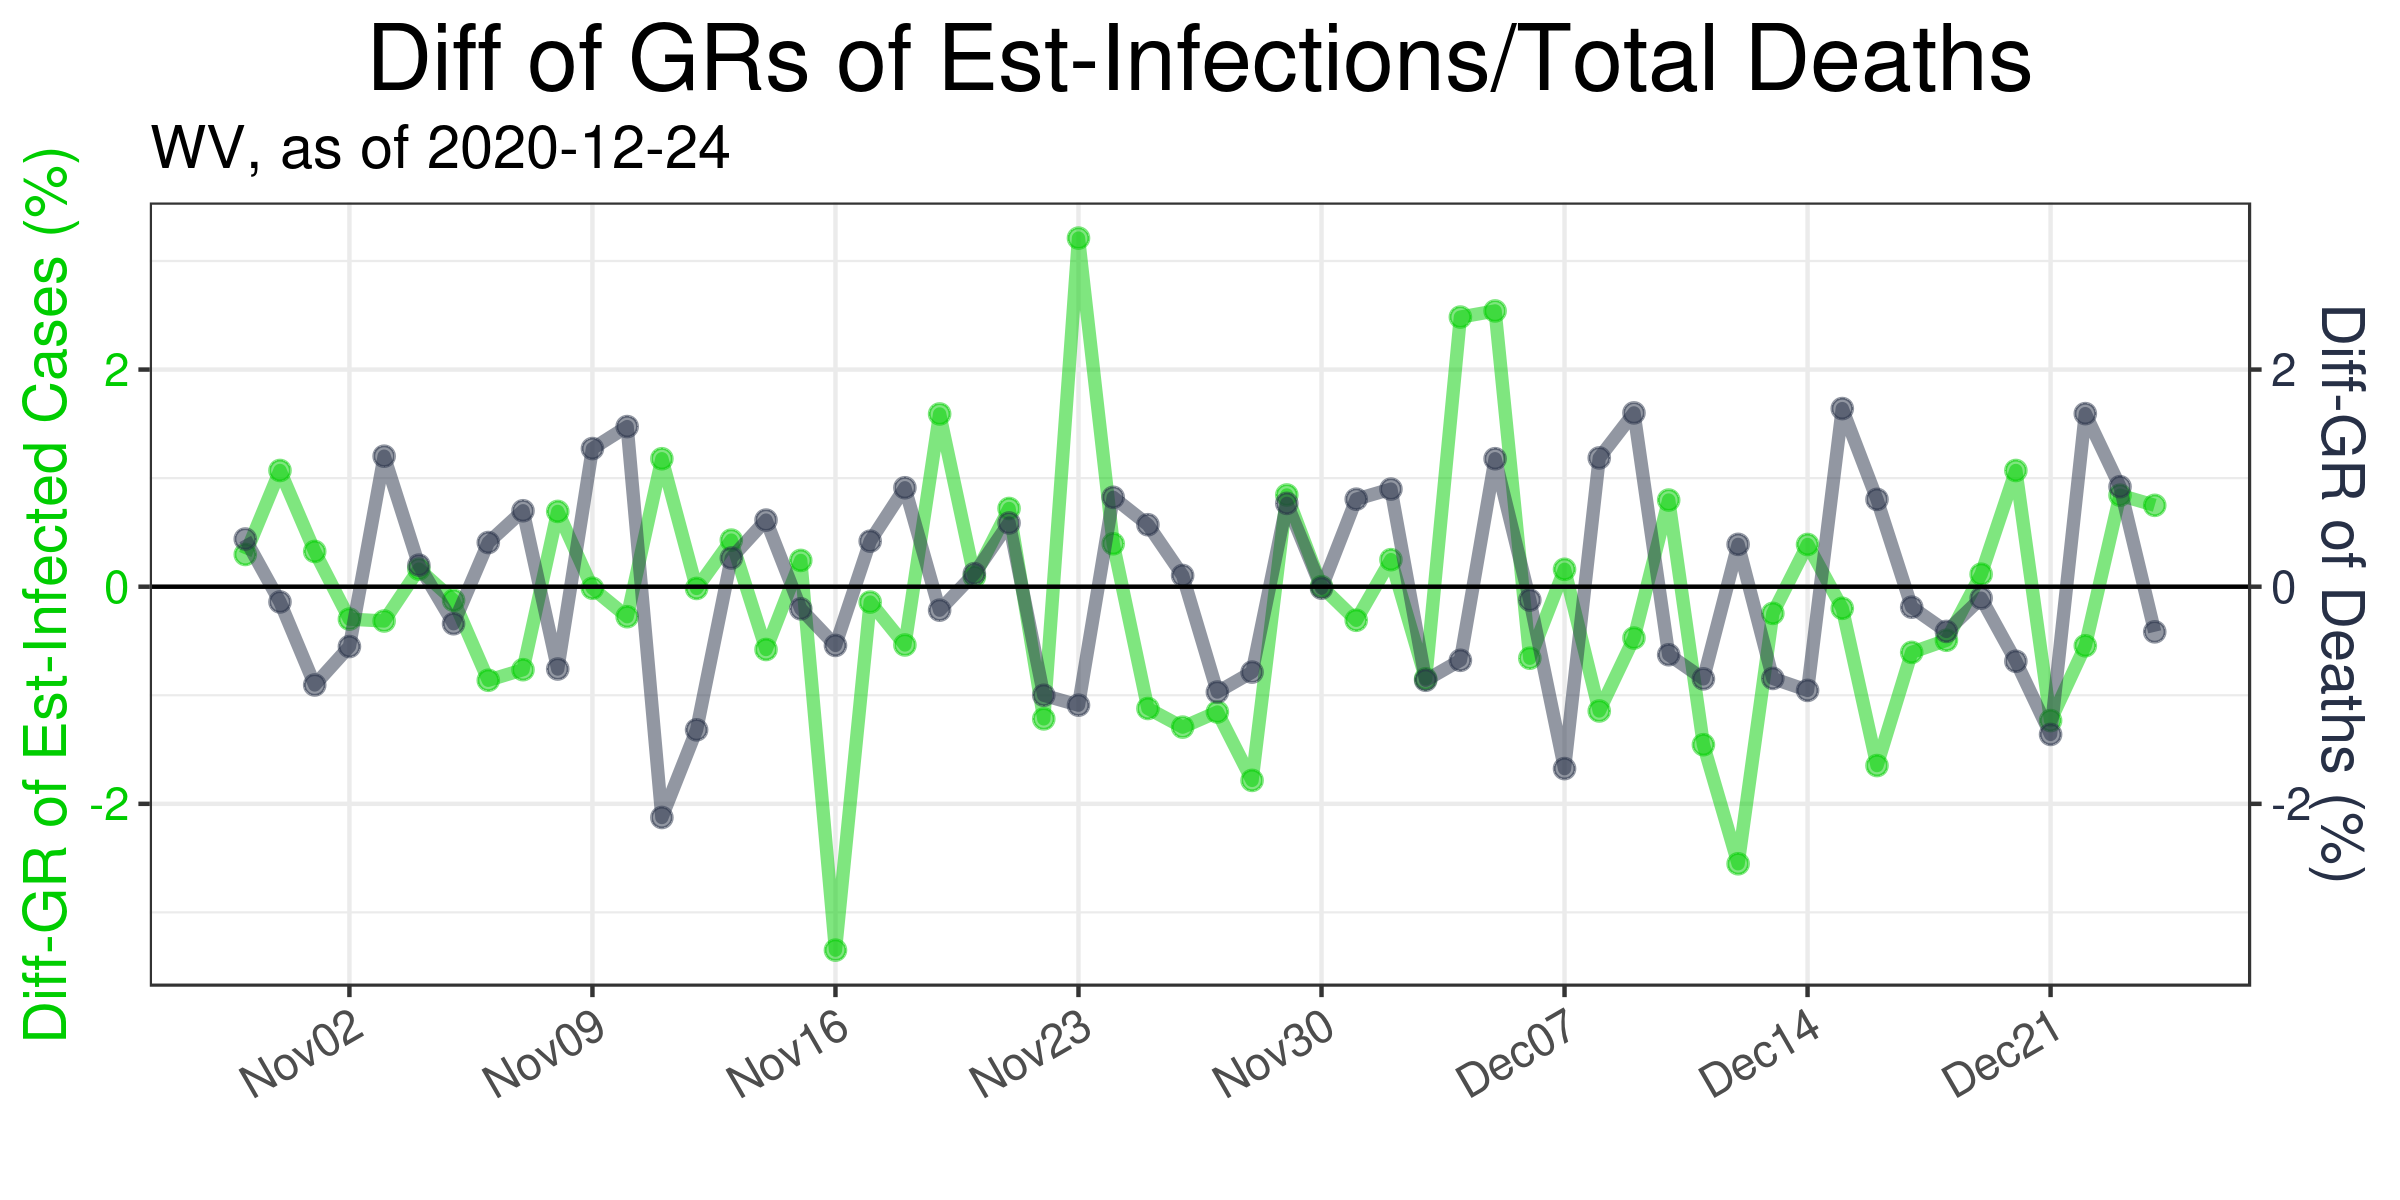 Diff of GRs of Est-Infections/Total Deaths
WV, as of 2020-12-24
Diff-GR of Est-Infected Cases (%)
2
0
-2
2
0
-2
Diff-GR of Deaths (%)
Nov02
Nov09
Nov16
Nov23
Nov30
Dec07
Dec14
Dec21